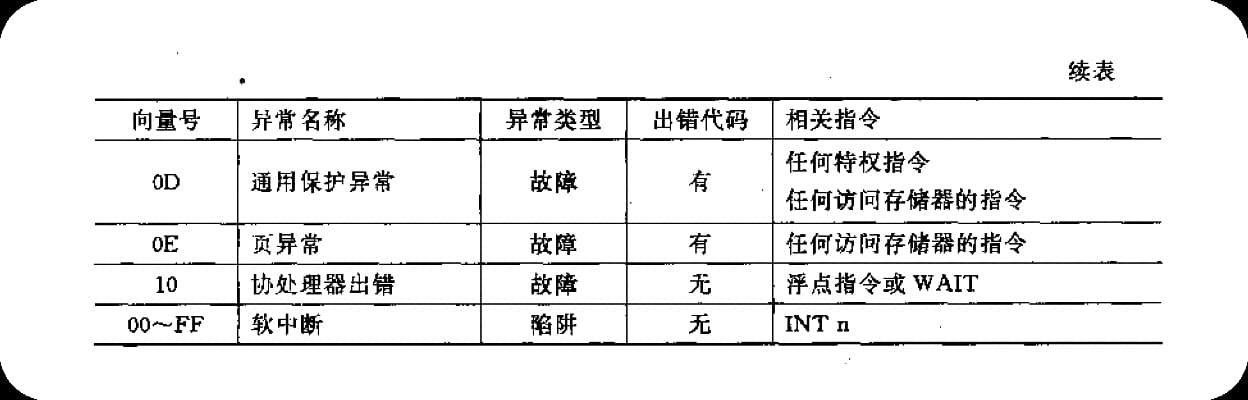 续表
向量号 异常名称 异常类型 出错代码 相关指令
0D 通用保护异常 故障 有 任何特权指令
任何访问存储器的指令
0E 页异常 故障 有 任何访问存储器的指令
10 协处理器出错 故障 无 浮点指令或 WAIT
00～FF 软中断 陷阱 无 INT n